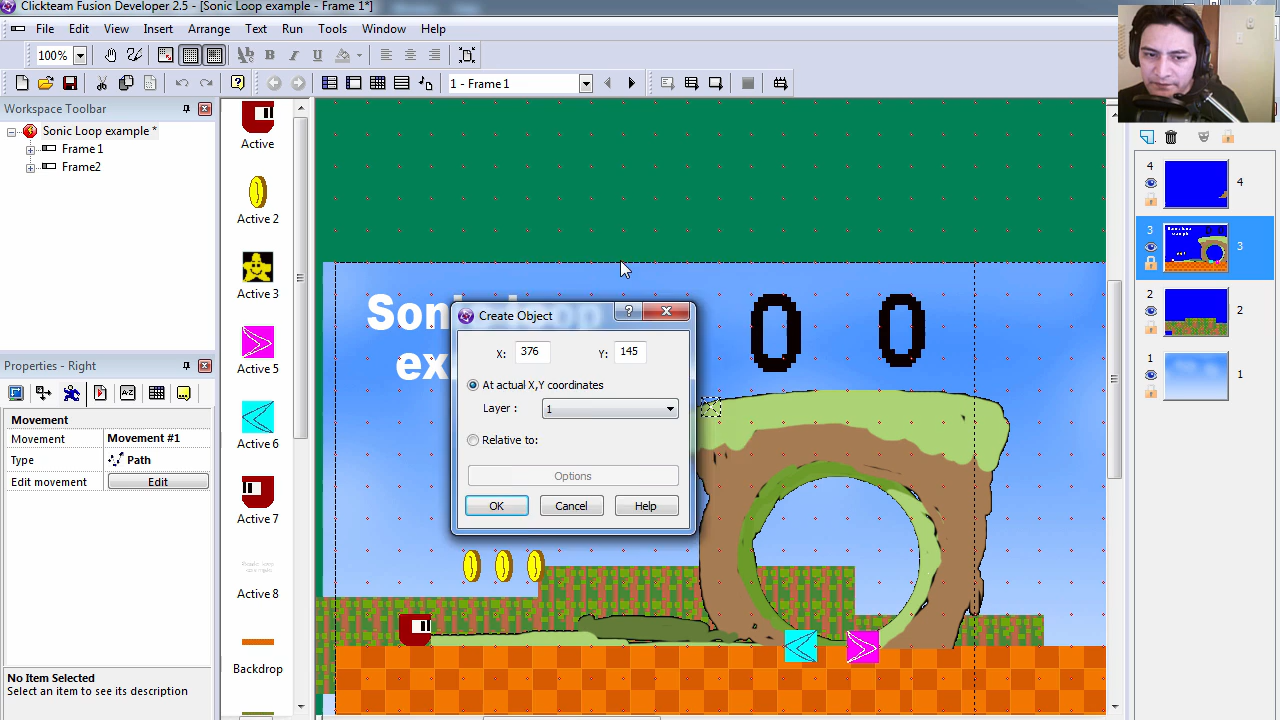 Clickteam Fusion Developer 2.5 - [Sonic Loop example - Frame 1*]
File Edit View Insert Arrange Text Run Tools Window Help
100% B I U
1 - Frame 1
Workspace Toolbar
Sonic Loop example *
Frame 1
Frame2
Properties - Right
Movement
Movement Movement #1
Type Path
Edit movement Edit
No Item Selected
Select an item to see its description
Active
Active 2
Active 3
Active 5
Active 6
Active 7
Active 8
Backdrop
Sonic Loop
ex
0 0
Create Object
X: 376 Y: 145
At actual X,Y coordinates
Layer : 1
Relative to:
Options
OK Cancel Help
4 4
3 3
2 2
1 1